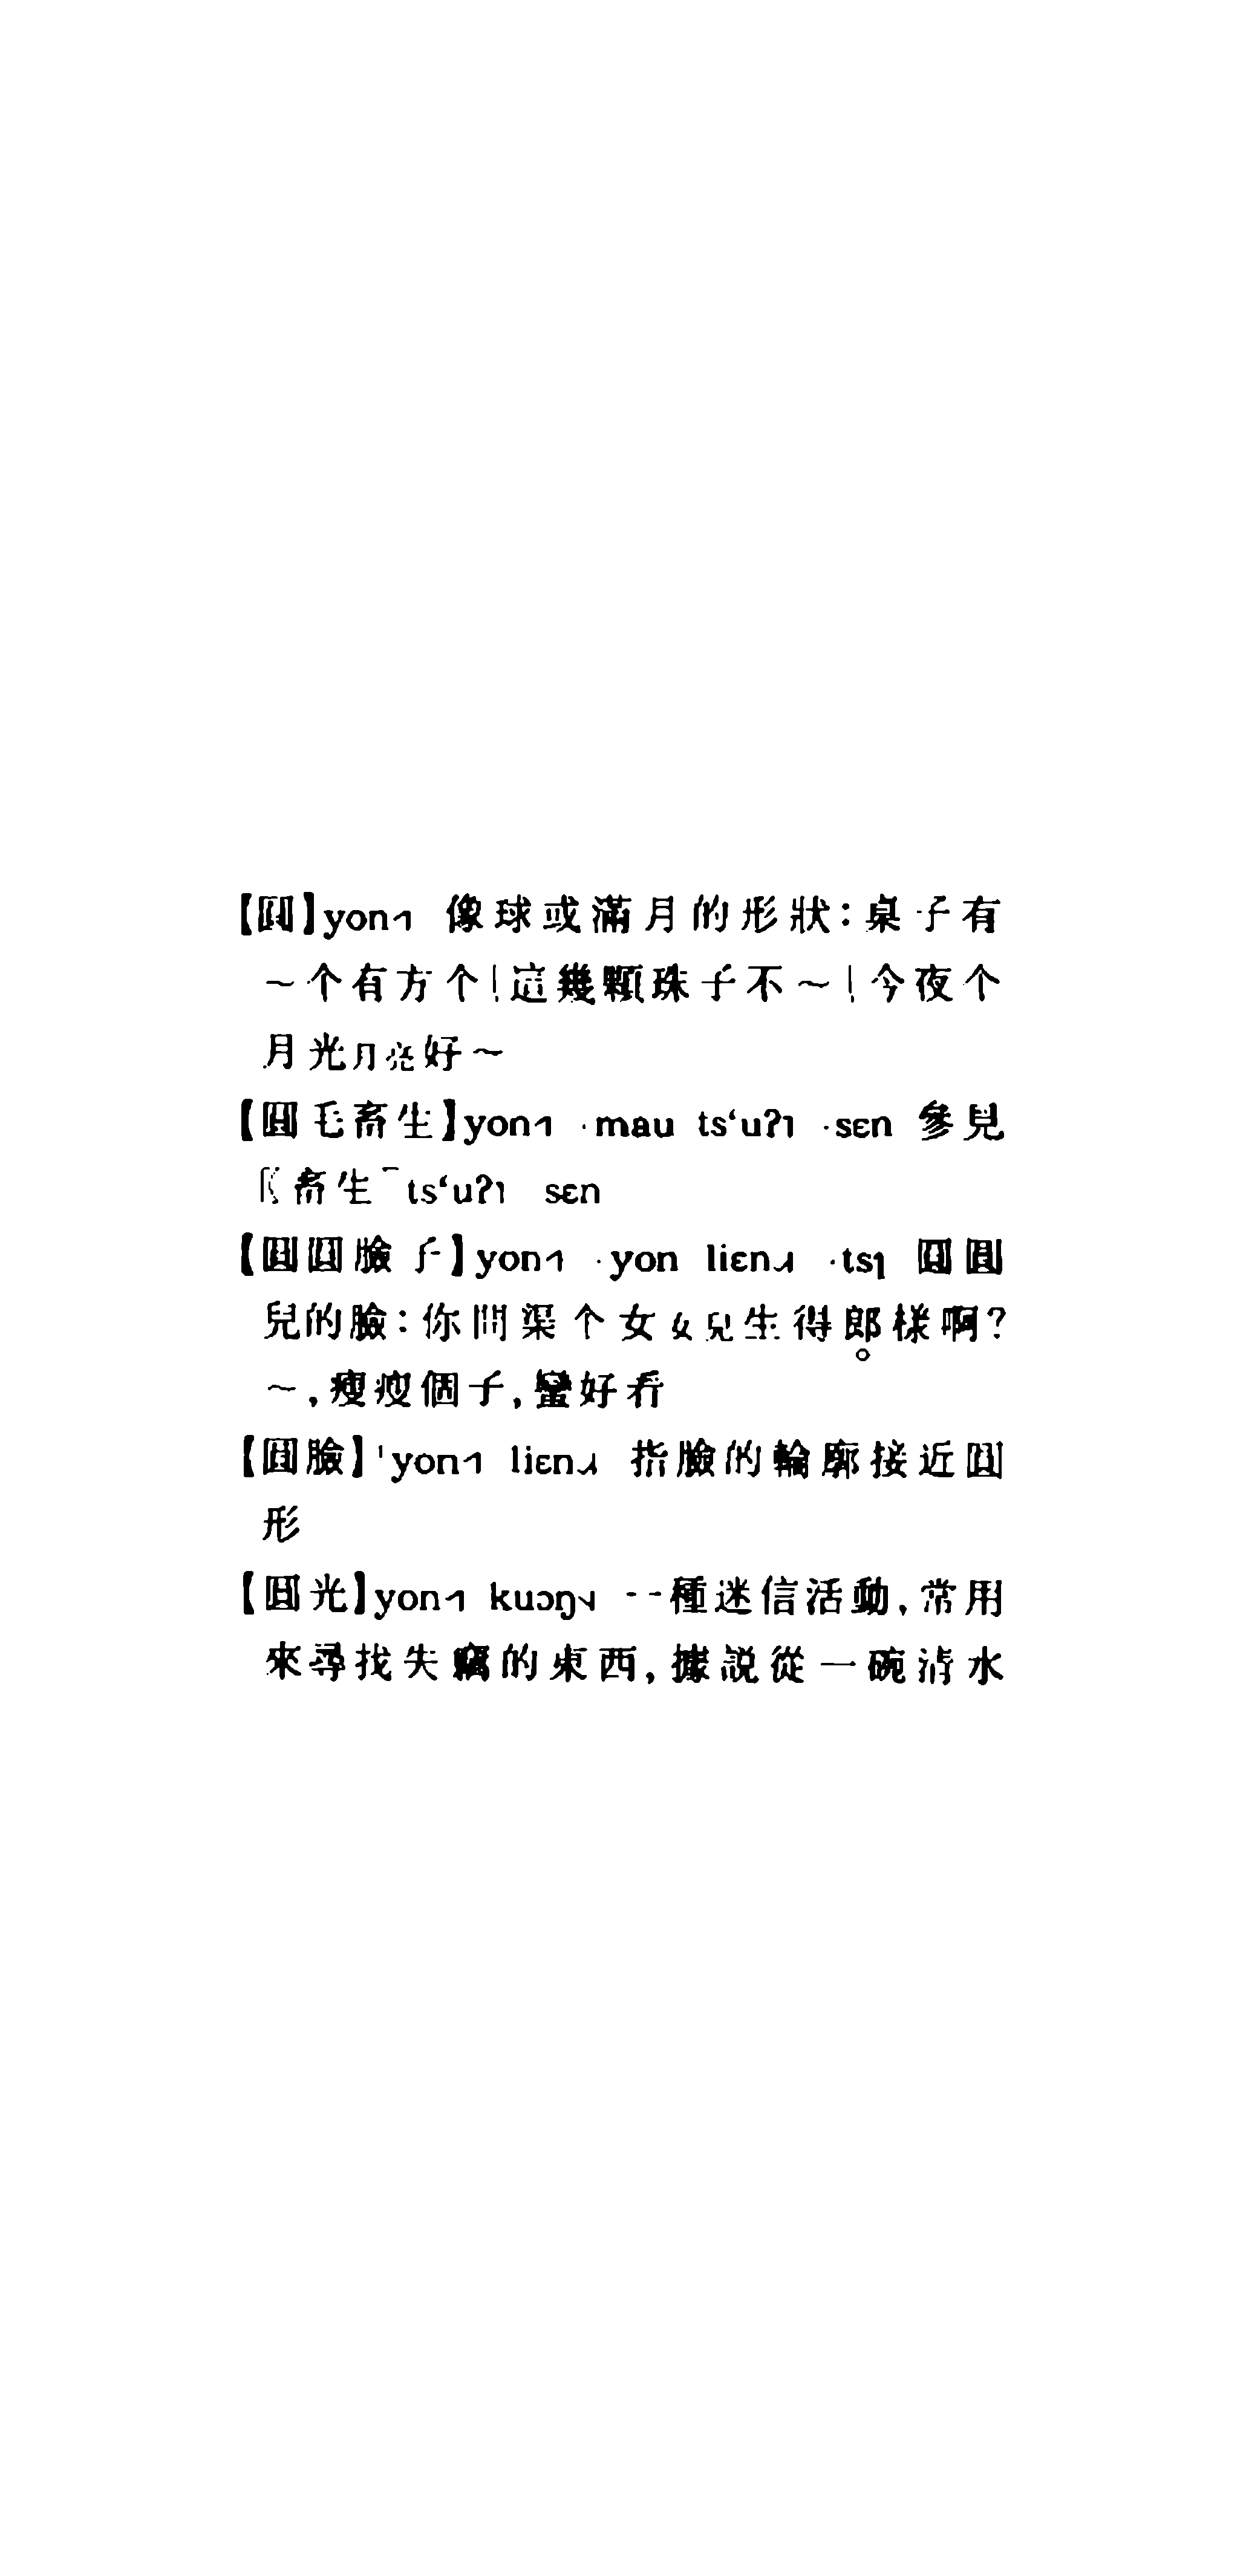 【圓】yon˧˥ 像球或滿月的形狀：桌子有
～个有方个｜這幾顆珠子不～｜今夜个
月光月亮好～
【圓毛畜生】yon˧˥ ·mau ts‘uʔ˥ ·sɛn 參見
〖畜生〗ts‘uʔ˥ sɛn
【圓圓臉子】yon˧˥ ·yon liɛn ·tsɿ 圓圓
兒的臉：你問渠个女女兒生得郎樣啊？
～，瘦瘦個子，蠻好看
【圓臉】yon˧˥ liɛn 指臉的輪廓接近圓
形
【圓光】yon˧˥ kuɔŋ 一種迷信活動，常用
來尋找失竊的東西，據説從一碗清水